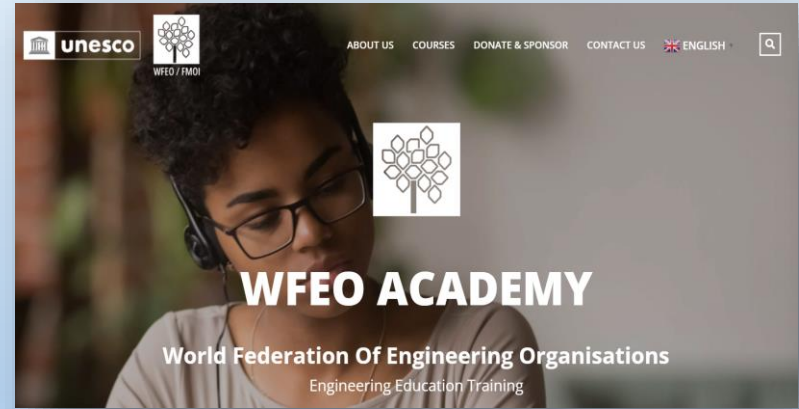 unesco
WFEO / FMOI
ABOUT US COURSES DONATE & SPONSOR CONTACT US ENGLISH
WFEO ACADEMY
World Federation Of Engineering Organisations
Engineering Education Training